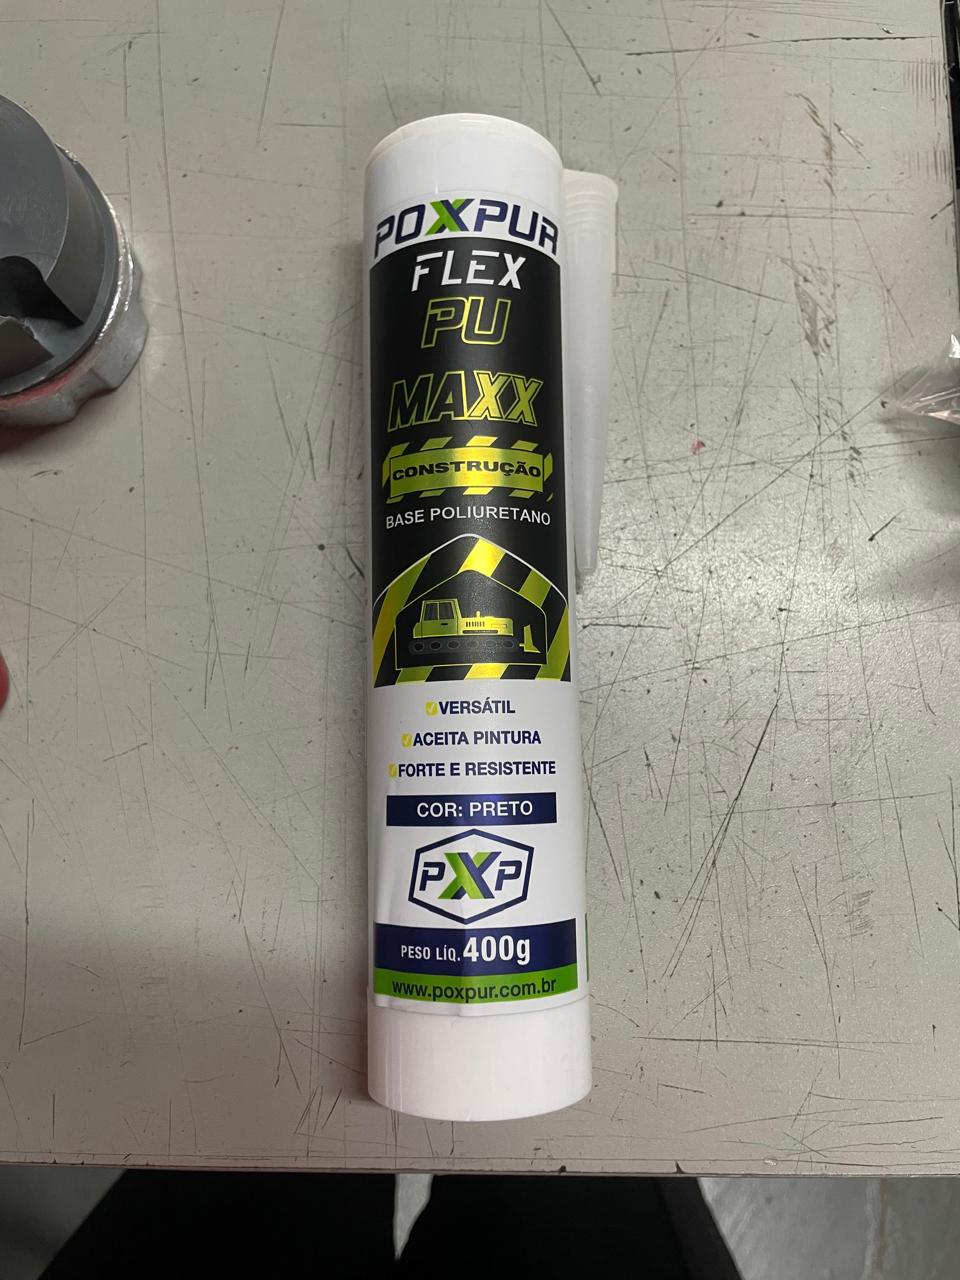 POXXPUR
FLEX
PU
MAXX
CONSTRUÇÃO
BASE POLIURETANO
VERSÁTIL
ACEITA PINTURA
FORTE E RESISTENTE
COR: PRETO
PXP
PESO LÍQ. 400g
www.poxpur.com.br